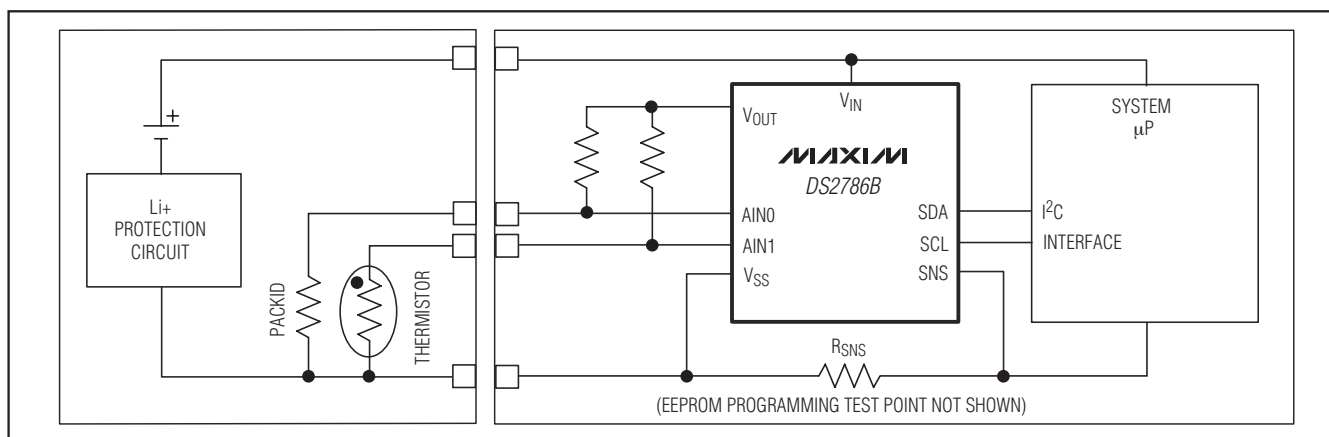 +
Li+
PROTECTION
CIRCUIT
PACKID
THERMISTOR
VIN
VOUT
MAXIM
DS2786B
AIN0
AIN1
VSS
SDA
SCL
SNS
SYSTEM
µP
I²C
INTERFACE
RSNS
(EEPROM PROGRAMMING TEST POINT NOT SHOWN)